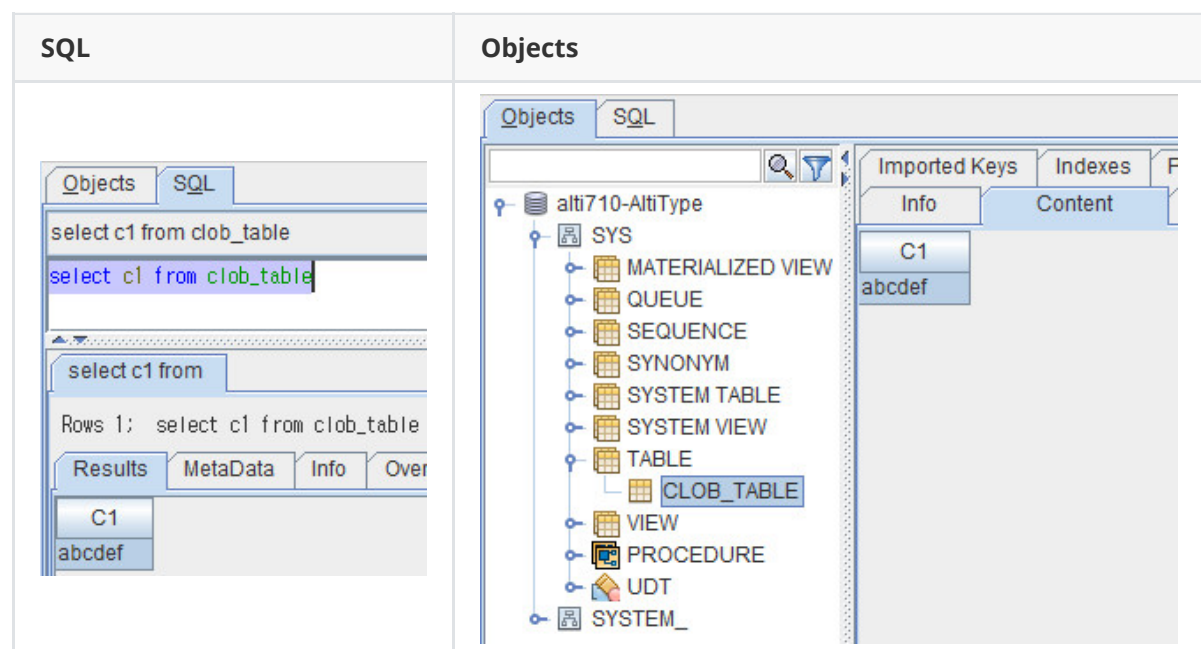 SQL
Objects
Objects SQL
select c1 from clob_table
select c1 from clob_table
select c1 from
Rows 1; select c1 from clob_table
Results MetaData Info Over
C1
abcdef
Objects SQL
alti710-AltiType
SYS
MATERIALIZED VIEW
QUEUE
SEQUENCE
SYNONYM
SYSTEM TABLE
SYSTEM VIEW
TABLE
CLOB_TABLE
VIEW
PROCEDURE
UDT
SYSTEM_
Imported Keys Indexes F
Info Content
C1
abcdef